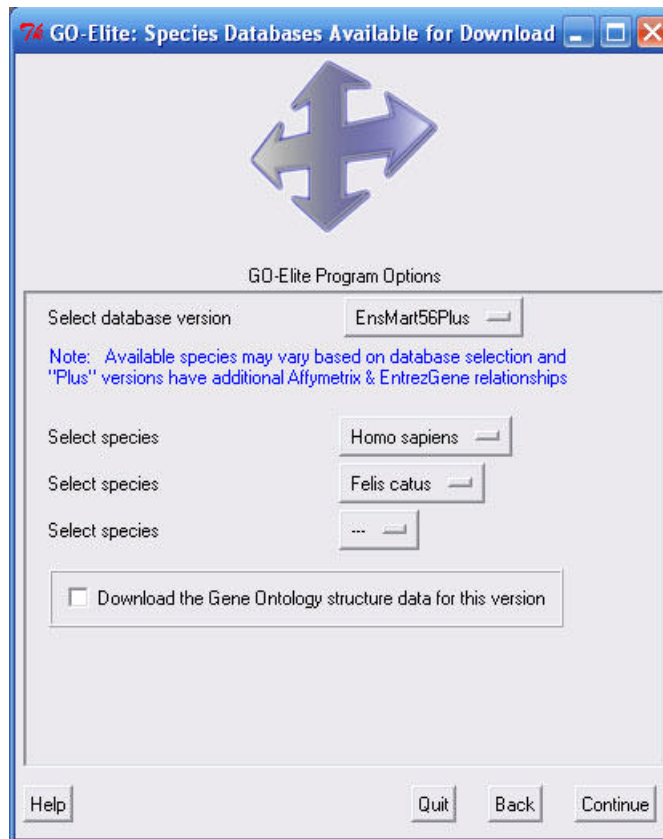 GO-Elite: Species Databases Available for Download
GO-Elite Program Options
Select database version EnsMart56Plus
Note: Available species may vary based on database selection and
"Plus" versions have additional Affymetrix & EntrezGene relationships
Select species Homo sapiens
Select species Felis catus
Select species ---
Download the Gene Ontology structure data for this version
Help Quit Back Continue